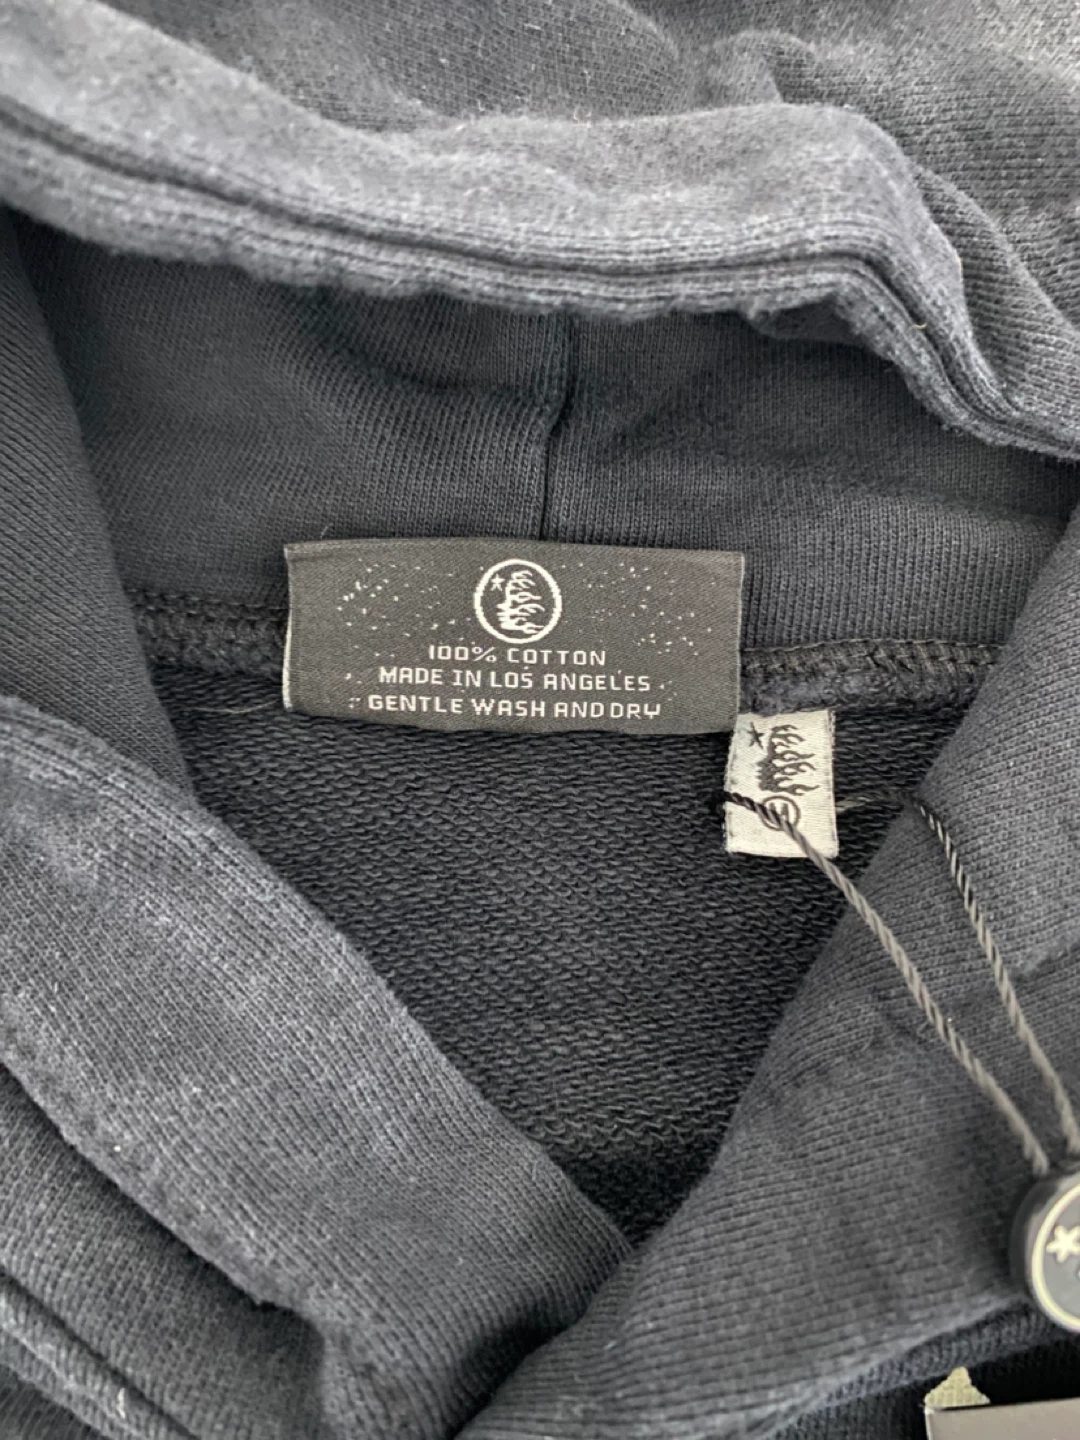 100% COTTON
MADE IN LOS ANGELES
GENTLE WASH AND DRY